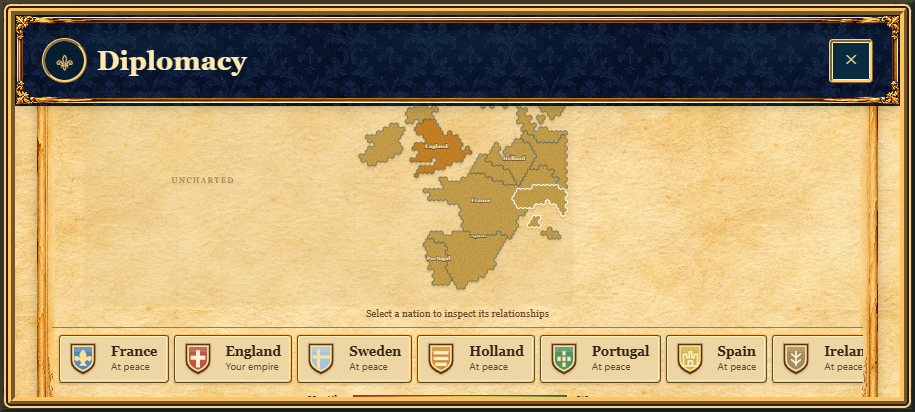 Diplomacy
England
Holland
UNCHARTED
France
Portugal
Select a nation to inspect its relationships
France
At peace
England
Your empire
Sweden
At peace
Holland
At peace
Portugal
At peace
Spain
At peace
At peace